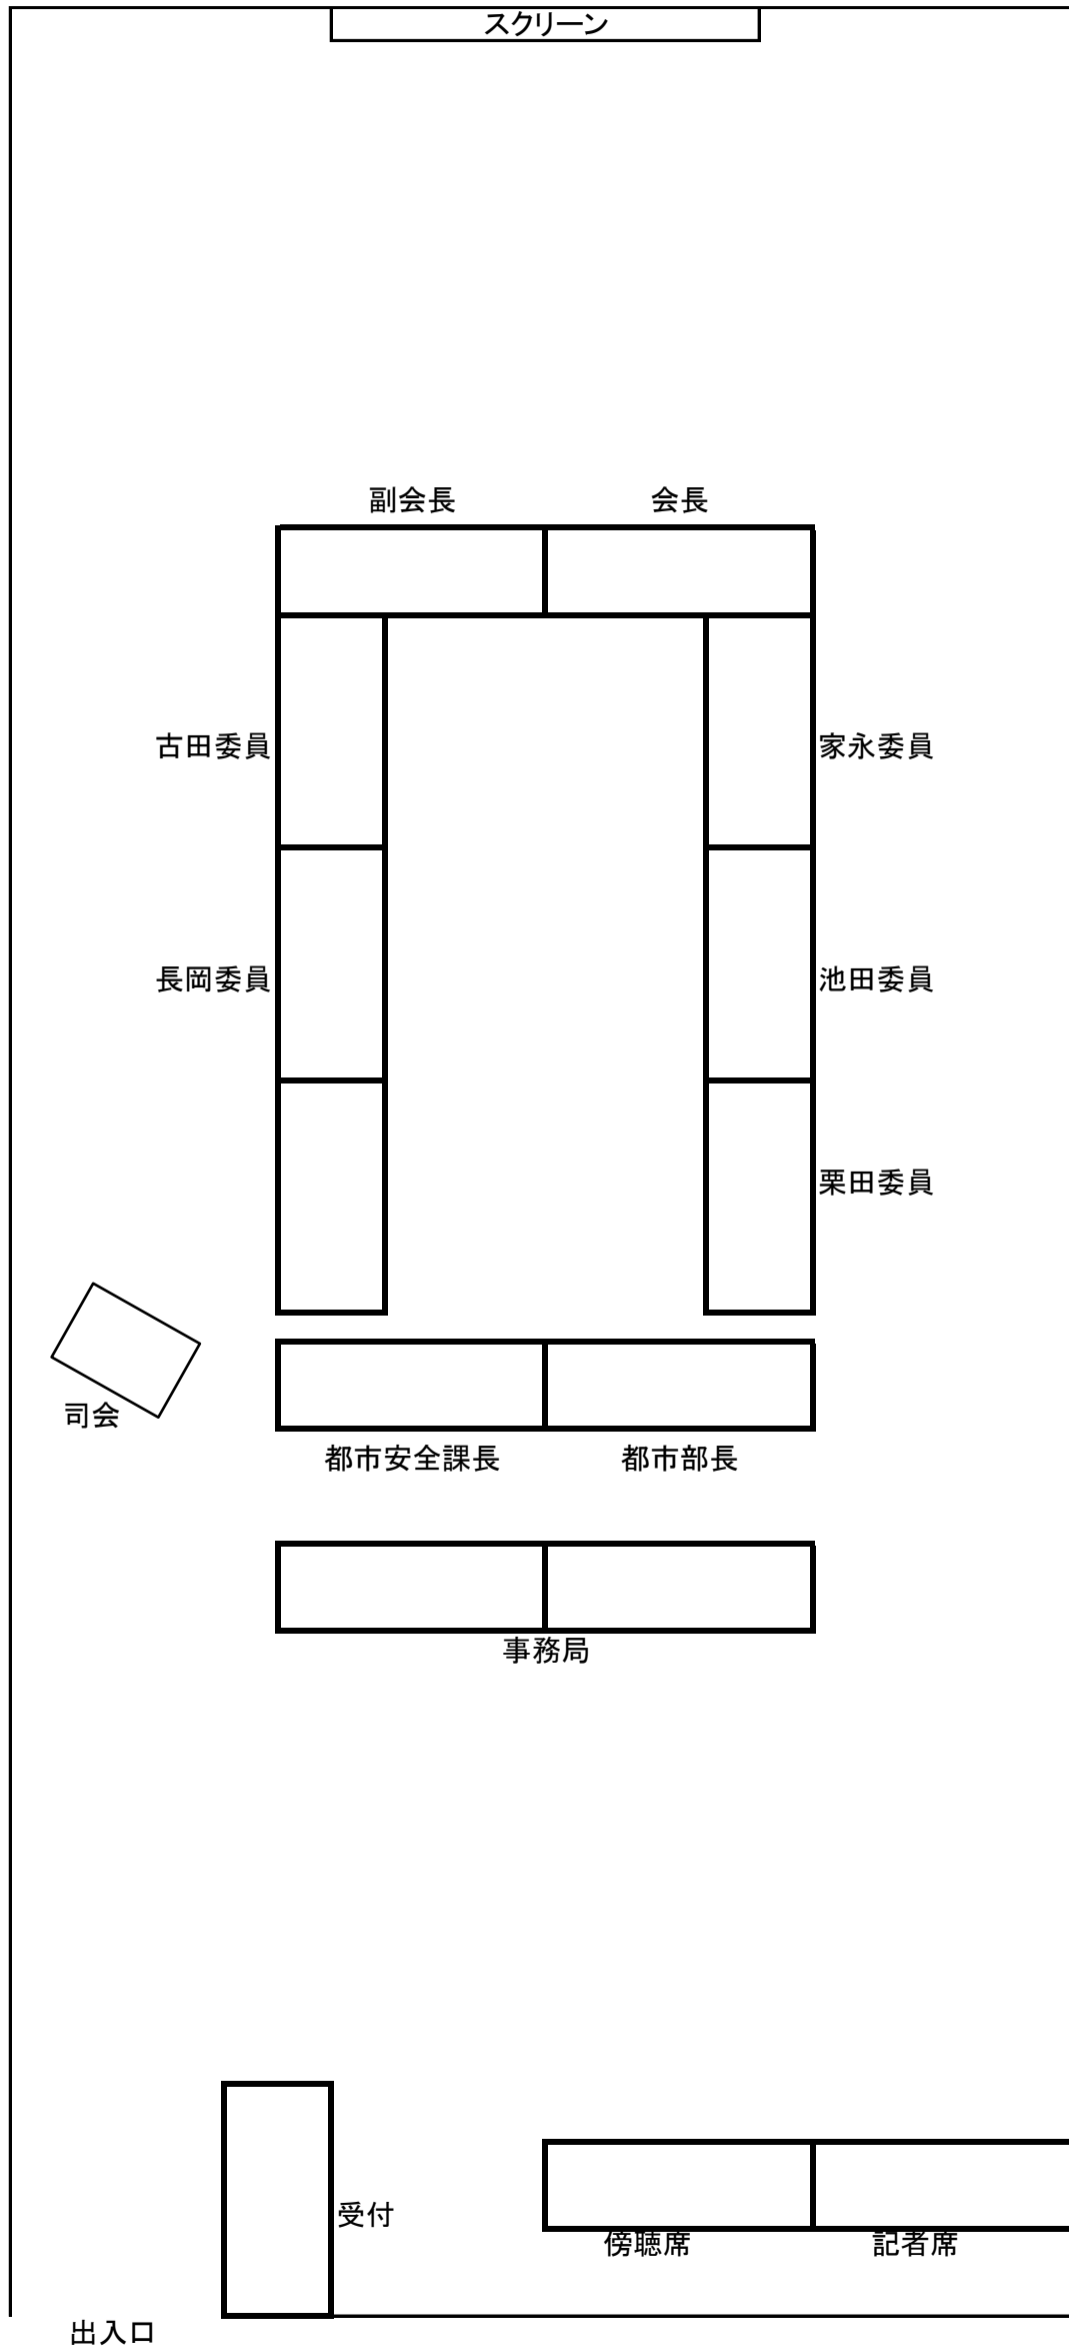 スクリーン
副会長
会長
古田委員
家永委員
長岡委員
池田委員
栗田委員
司会
都市安全課長
都市部長
事務局
受付
傍聴席
記者席
出入口